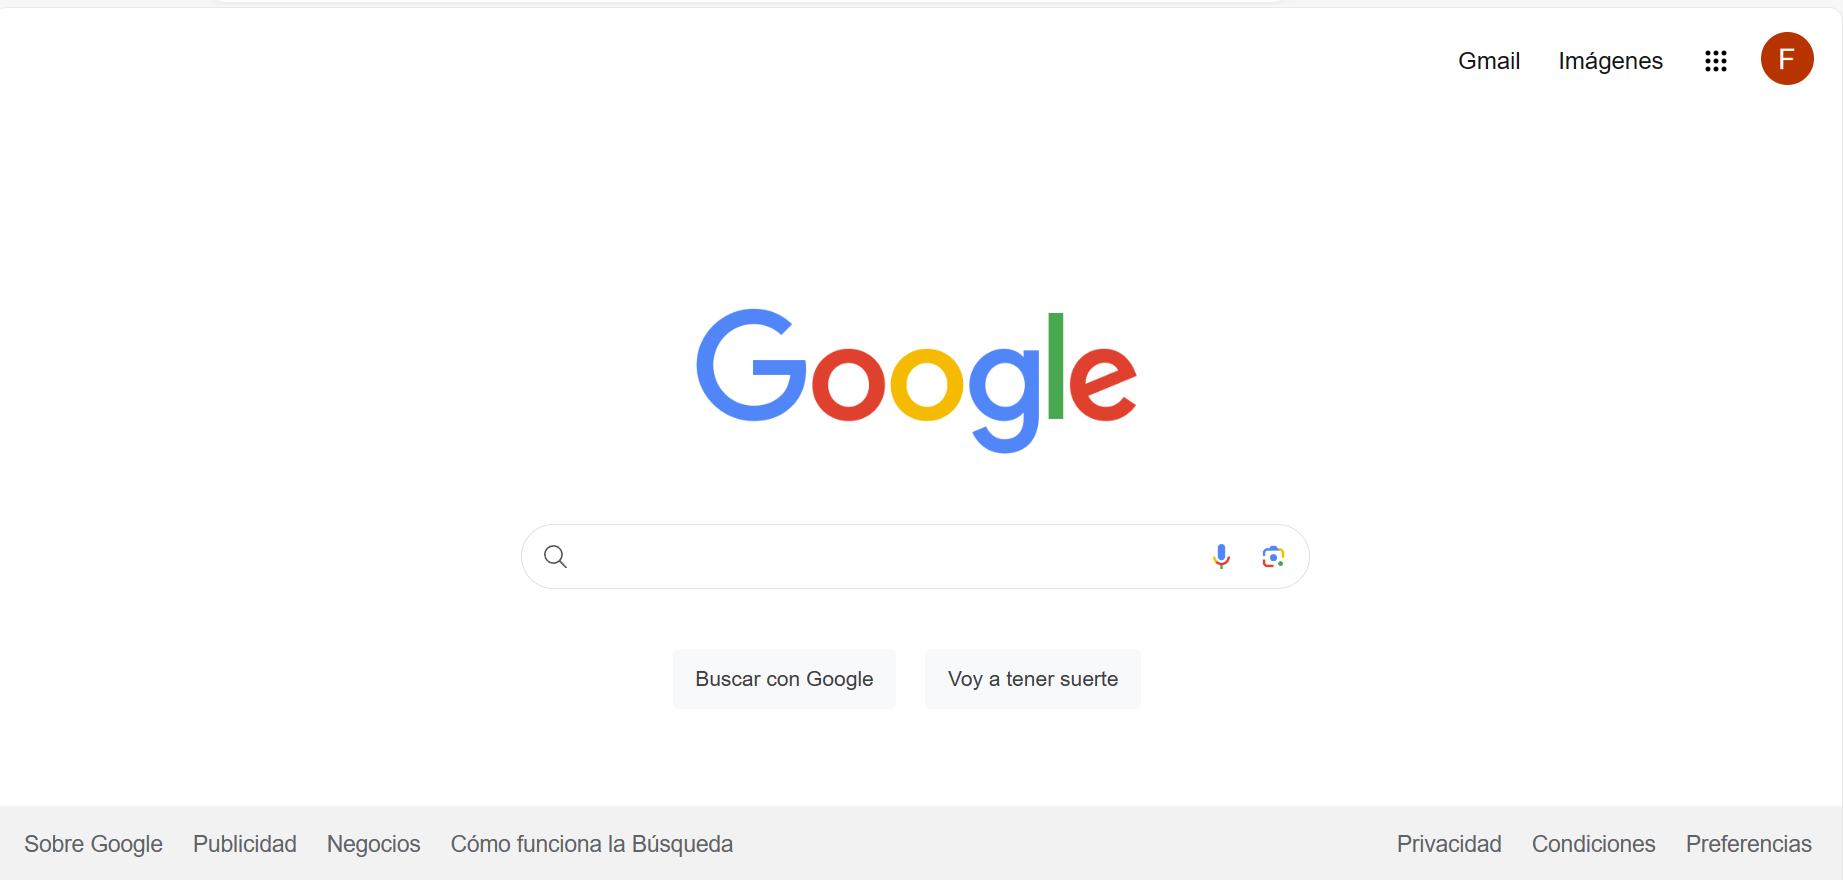 Gmail Imágenes F
Google
Buscar con Google Voy a tener suerte
Sobre Google Publicidad Negocios Cómo funciona la Búsqueda Privacidad Condiciones Preferencias